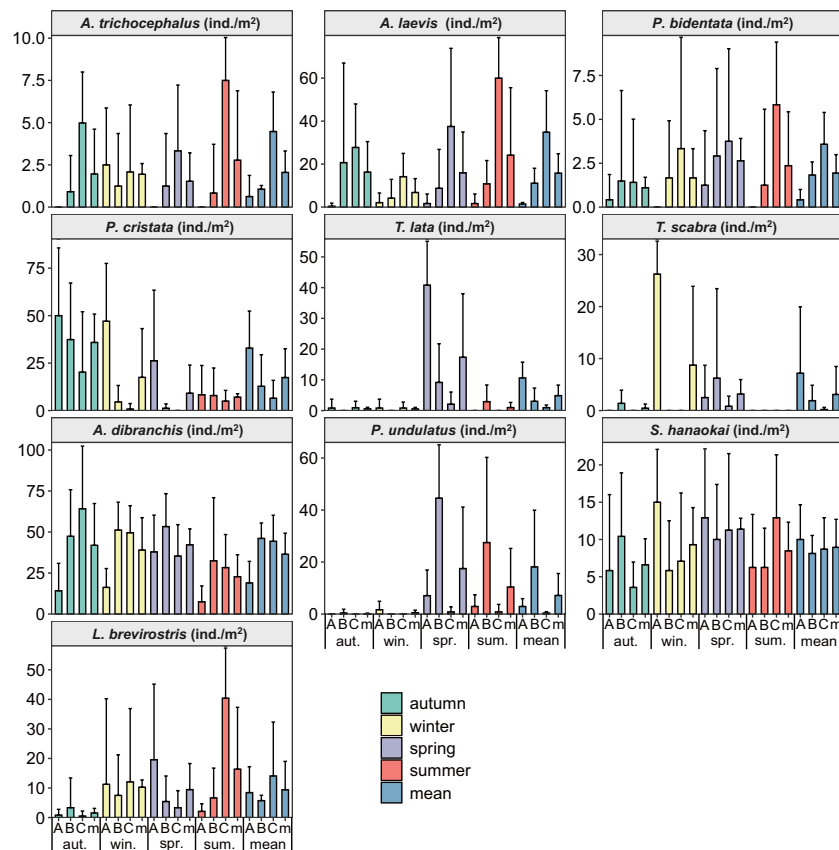 A. trichocephalus (ind./m²)
A. laevis (ind./m²)
P. bidentata (ind./m²)
10.0
7.5
5.0
2.5
0.0
60
40
20
0
10.0
7.5
5.0
2.5
0.0
P. cristata (ind./m²)
T. lata (ind./m²)
T. scabra (ind./m²)
75
50
25
0
50
40
30
20
10
0
30
20
10
0
A. dibranchis (ind./m²)
P. undulatus (ind./m²)
S. hanaokai (ind./m²)
100
75
50
25
0
60
40
20
0
20
15
10
5
0
A B C m A B C m A B C m A B C m A B C m
aut. win. spr. sum. mean
A B C m A B C m A B C m A B C m A B C m
aut. win. spr. sum. mean
L. brevirostris (ind./m²)
50
40
30
20
10
0
A B C m A B C m A B C m A B C m A B C m
aut. win. spr. sum. mean
autumn
winter
spring
summer
mean